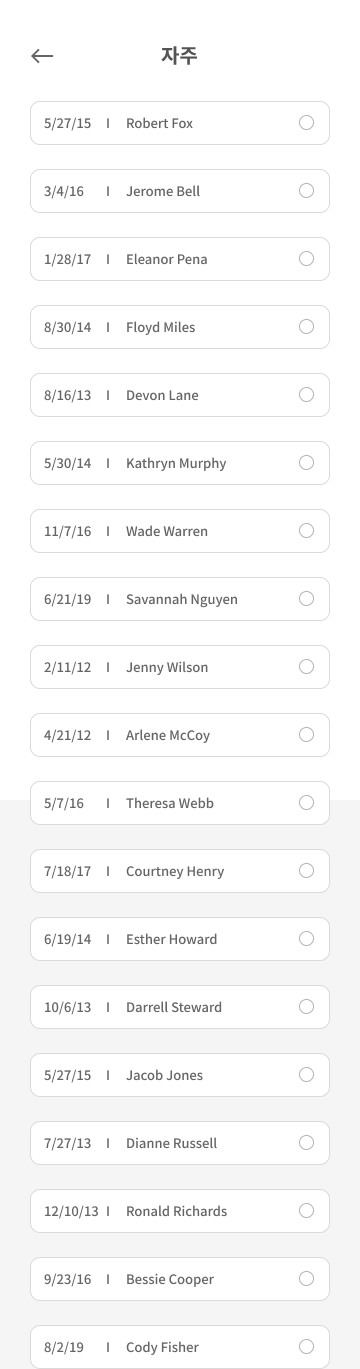 자주
5/27/15 I Robert Fox
3/4/16 I Jerome Bell
1/28/17 I Eleanor Pena
8/30/14 I Floyd Miles
8/16/13 I Devon Lane
5/30/14 I Kathryn Murphy
11/7/16 I Wade Warren
6/21/19 I Savannah Nguyen
2/11/12 I Jenny Wilson
4/21/12 I Arlene McCoy
5/7/16 I Theresa Webb
7/18/17 I Courtney Henry
6/19/14 I Esther Howard
10/6/13 I Darrell Steward
5/27/15 I Jacob Jones
7/27/13 I Dianne Russell
12/10/13 I Ronald Richards
9/23/16 I Bessie Cooper
8/2/19 I Cody Fisher